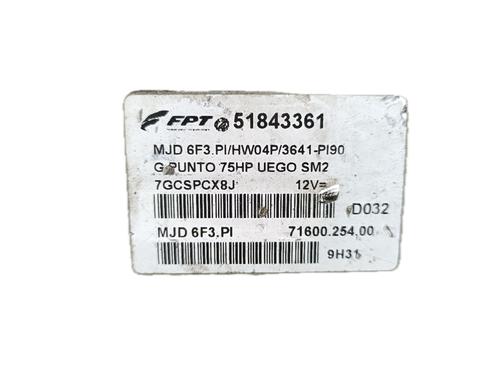 FPT 51843361
MJD 6F3.PI/HW04P/3641-PI90
G.PUNTO 75HP UEGO SM2
7GCSPCX8J 12V=
D032
MJD 6F3.PI 71600.254.00
9H31